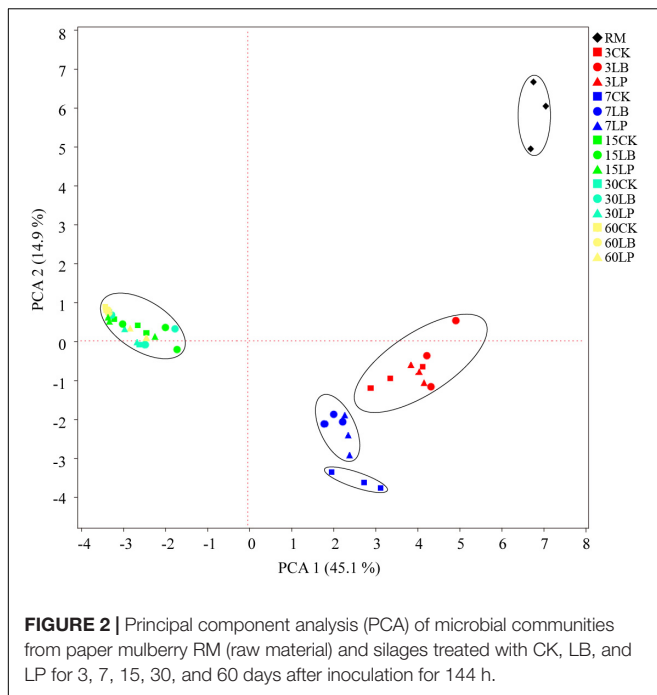 8
7
6
5
4
3
2
1
0
-1
-2
-3
-4
PCA 2 (14.9 %)
-4 -3 -2 -1 0 1 2 3 4 5 6 7 8
PCA 1 (45.1 %)
RM
3CK
3LB
3LP
7CK
7LB
7LP
15CK
15LB
15LP
30CK
30LB
30LP
60CK
60LB
60LP
FIGURE 2 | Principal component analysis (PCA) of microbial communities
from paper mulberry RM (raw material) and silages treated with CK, LB, and
LP for 3, 7, 15, 30, and 60 days after inoculation for 144 h.